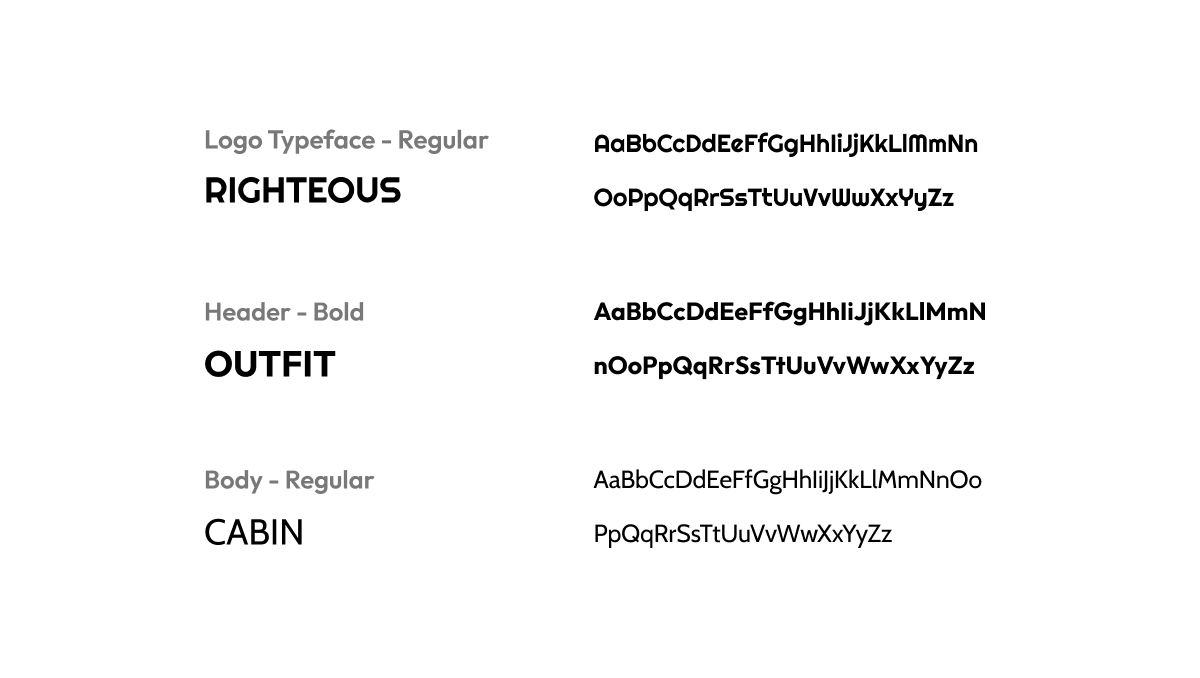 Logo Typeface - Regular
RIGHTEOUS
AaBbCcDdEeFfGgHhIiJjKkLlMmNn
OoPpQqRrSsTtUuVvWwXxYyZz
Header - Bold
OUTFIT
AaBbCcDdEeFfGgHhIiJjKkLlMmN
nOoPpQqRrSsTtUuVvWwXxYyZz
Body - Regular
CABIN
AaBbCcDdEeFfGgHhIiJjKkLlMmNnOo
PpQqRrSsTtUuVvWwXxYyZz